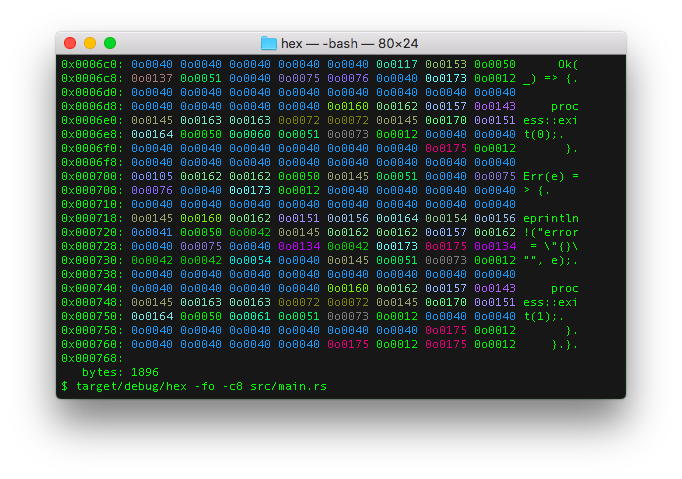 hex — -bash — 80×24
0x0006c0: 0o0040 0o0040 0o0040 0o0040 0o0040 0o0117 0o0153 0o0050      Ok(
0x0006c8: 0o0137 0o0051 0o0040 0o0075 0o0076 0o0040 0o0173 0o0012 _) => {.
0x0006d0: 0o0040 0o0040 0o0040 0o0040 0o0040 0o0040 0o0040 0o0040
0x0006d8: 0o0040 0o0040 0o0040 0o0040 0o0160 0o0162 0o0157 0o0143     proc
0x0006e0: 0o0145 0o0163 0o0163 0o0072 0o0072 0o0145 0o0170 0o0151 ess::exi
0x0006e8: 0o0164 0o0050 0o0060 0o0051 0o0073 0o0012 0o0040 0o0040 t(0);.
0x0006f0: 0o0040 0o0040 0o0040 0o0040 0o0040 0o0040 0o0175 0o0012       }.
0x0006f8: 0o0040 0o0040 0o0040 0o0040 0o0040 0o0040 0o0040 0o0040
0x000700: 0o0105 0o0162 0o0162 0o0050 0o0145 0o0051 0o0040 0o0075 Err(e) =
0x000708: 0o0076 0o0040 0o0173 0o0012 0o0040 0o0040 0o0040 0o0040 > {.
0x000710: 0o0040 0o0040 0o0040 0o0040 0o0040 0o0040 0o0040 0o0040
0x000718: 0o0145 0o0160 0o0162 0o0151 0o0156 0o0164 0o0154 0o0156 eprintln
0x000720: 0o0041 0o0050 0o0042 0o0145 0o0162 0o0162 0o0157 0o0162 !("error
0x000728: 0o0040 0o0075 0o0040 0o0134 0o0042 0o0173 0o0175 0o0134  = \"{}\
0x000730: 0o0042 0o0042 0o0054 0o0040 0o0145 0o0051 0o0073 0o0012 "", e);.
0x000738: 0o0040 0o0040 0o0040 0o0040 0o0040 0o0040 0o0040 0o0040
0x000740: 0o0040 0o0040 0o0040 0o0040 0o0160 0o0162 0o0157 0o0143     proc
0x000748: 0o0145 0o0163 0o0163 0o0072 0o0072 0o0145 0o0170 0o0151 ess::exi
0x000750: 0o0164 0o0050 0o0061 0o0051 0o0073 0o0012 0o0040 0o0040 t(1);.
0x000758: 0o0040 0o0040 0o0040 0o0040 0o0040 0o0040 0o0175 0o0012       }.
0x000760: 0o0040 0o0040 0o0040 0o0040 0o0175 0o0012 0o0175 0o0012     }.}.
0x000768:
   bytes: 1896
$ target/debug/hex -fo -c8 src/main.rs